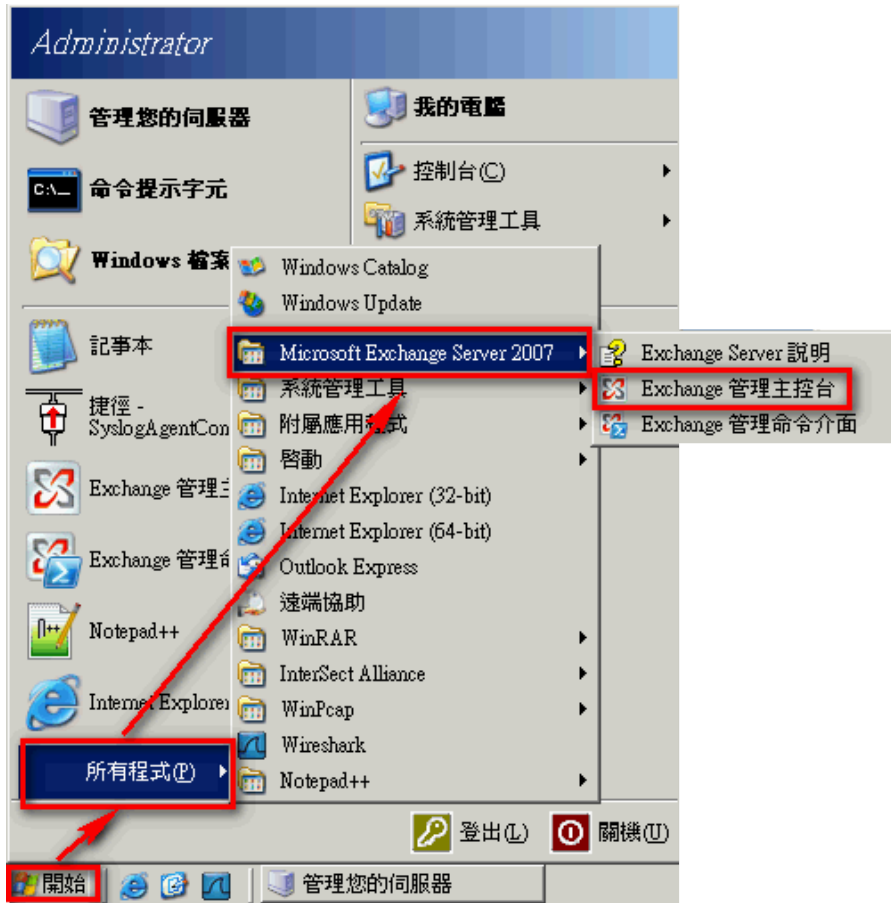 Administrator
管理您的伺服器
命令提示字元
Windows 檔案
記事本
捷徑 -
SyslogAgentCon
Exchange 管理
Exchange 管理
Notepad++
Internet Explorer
所有程式(P)
我的電腦
控制台(C)
系統管理工具
Windows Catalog
Windows Update
Microsoft Exchange Server 2007
系統管理工具
附屬應用程式
啓動
Internet Explorer (32-bit)
Internet Explorer (64-bit)
Outlook Express
遠端協助
WinRAR
InterSect Alliance
WinPcap
Wireshark
Notepad++
Exchange Server 說明
Exchange 管理主控台
Exchange 管理命令介面
登出(L)
關機(U)
開始
管理您的伺服器